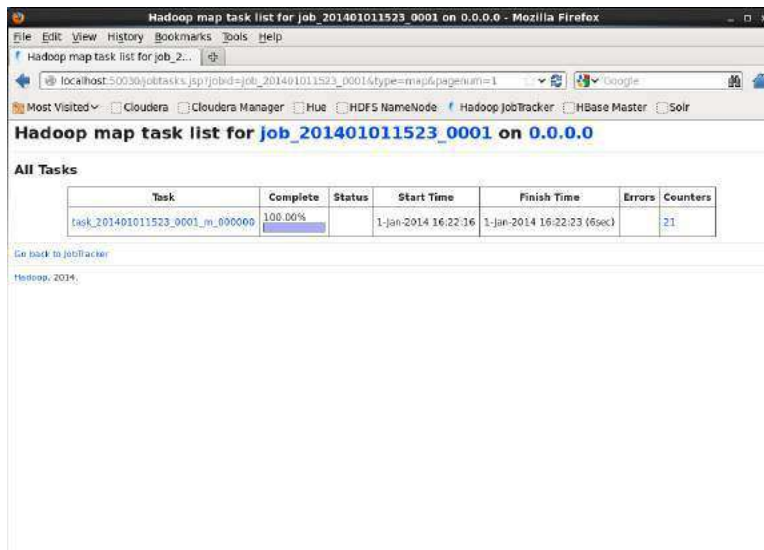 Hadoop map task list for job_201401011523_0001 on 0.0.0.0 - Mozilla Firefox
File Edit View History Bookmarks Tools Help
Hadoop map task list for job_2...
localhost:50030/jobtasks.jsp?jobid=job_201401011523_0001&type=map&pagenum=1 Google
Most Visited Cloudera Cloudera Manager Hue HDFS NameNode Hadoop JobTracker HBase Master Solr
Hadoop map task list for job_201401011523_0001 on 0.0.0.0
All Tasks
Task Complete Status Start Time Finish Time Errors Counters
task_201401011523_0001_m_000000 100.00% 1-Jan-2014 16:22:16 1-Jan-2014 16:22:23 (6sec) 21
Go back to JobTracker
Hadoop, 2014.